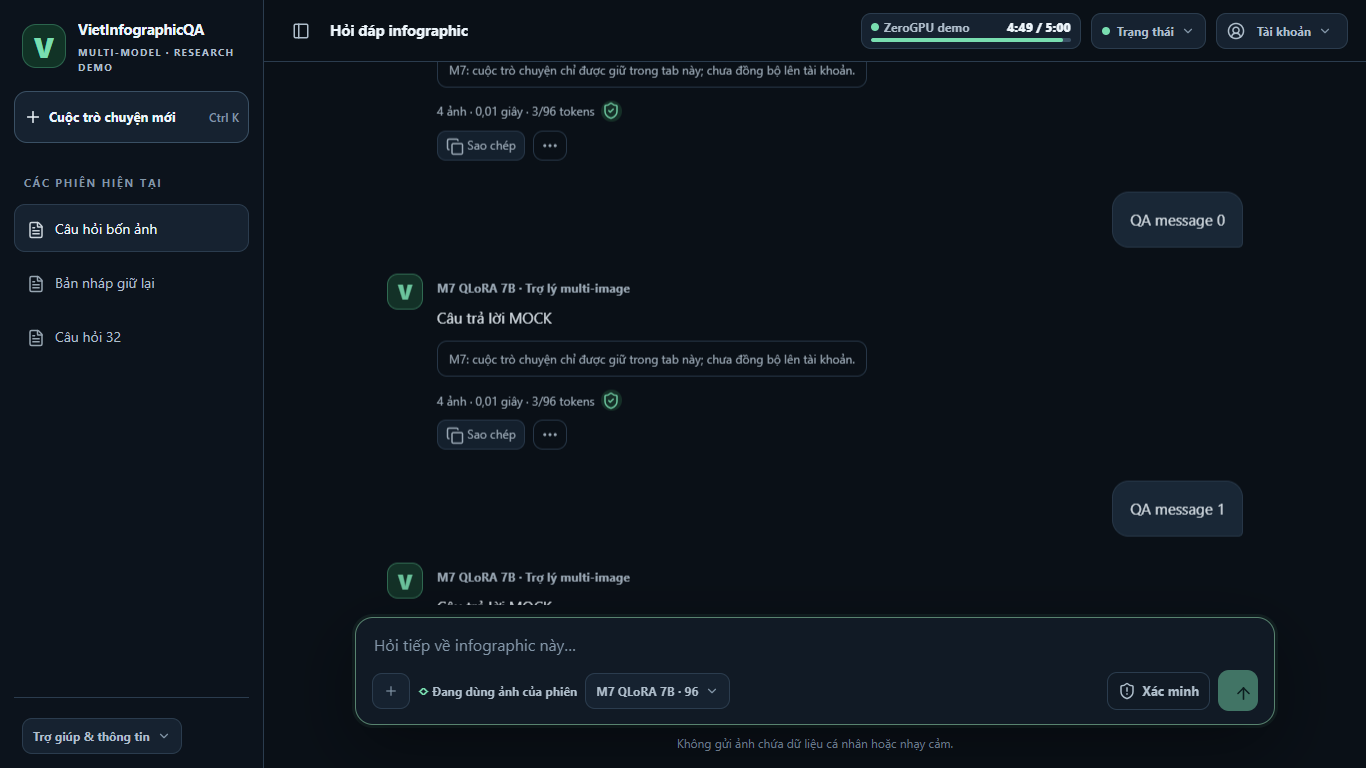 V
VietInfographicQA
MULTI-MODEL · RESEARCH
DEMO
Cuộc trò chuyện mới
Ctrl K
CÁC PHIÊN HIỆN TẠI
Câu hỏi bốn ảnh
Bản nháp giữ lại
Câu hỏi 32
Trợ giúp & thông tin
Hỏi đáp infographic
ZeroGPU demo 4:49 / 5:00
Trạng thái
Tài khoản
M7: cuộc trò chuyện chỉ được giữ trong tab này; chưa đồng bộ lên tài khoản.
4 ảnh · 0,01 giây · 3/96 tokens
Sao chép
QA message 0
V
M7 QLoRA 7B · Trợ lý multi-image
Câu trả lời MOCK
M7: cuộc trò chuyện chỉ được giữ trong tab này; chưa đồng bộ lên tài khoản.
4 ảnh · 0,01 giây · 3/96 tokens
Sao chép
QA message 1
V
M7 QLoRA 7B · Trợ lý multi-image
Câu trả lời MOCK
Hỏi tiếp về infographic này...
Đang dùng ảnh của phiên
M7 QLoRA 7B · 96
Xác minh
Không gửi ảnh chứa dữ liệu cá nhân hoặc nhạy cảm.